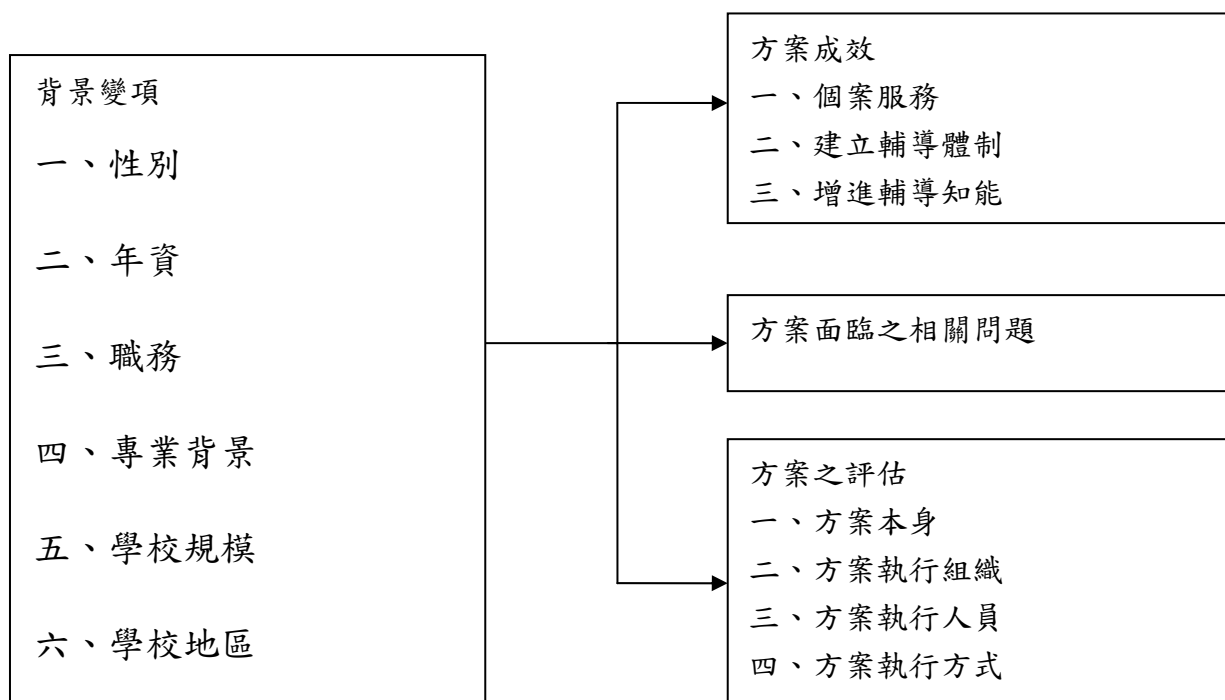 背景變項
一、性別
二、年資
三、職務
四、專業背景
五、學校規模
六、學校地區
方案成效
一、個案服務
二、建立輔導體制
三、增進輔導知能
方案面臨之相關問題
方案之評估
一、方案本身
二、方案執行組織
三、方案執行人員
四、方案執行方式